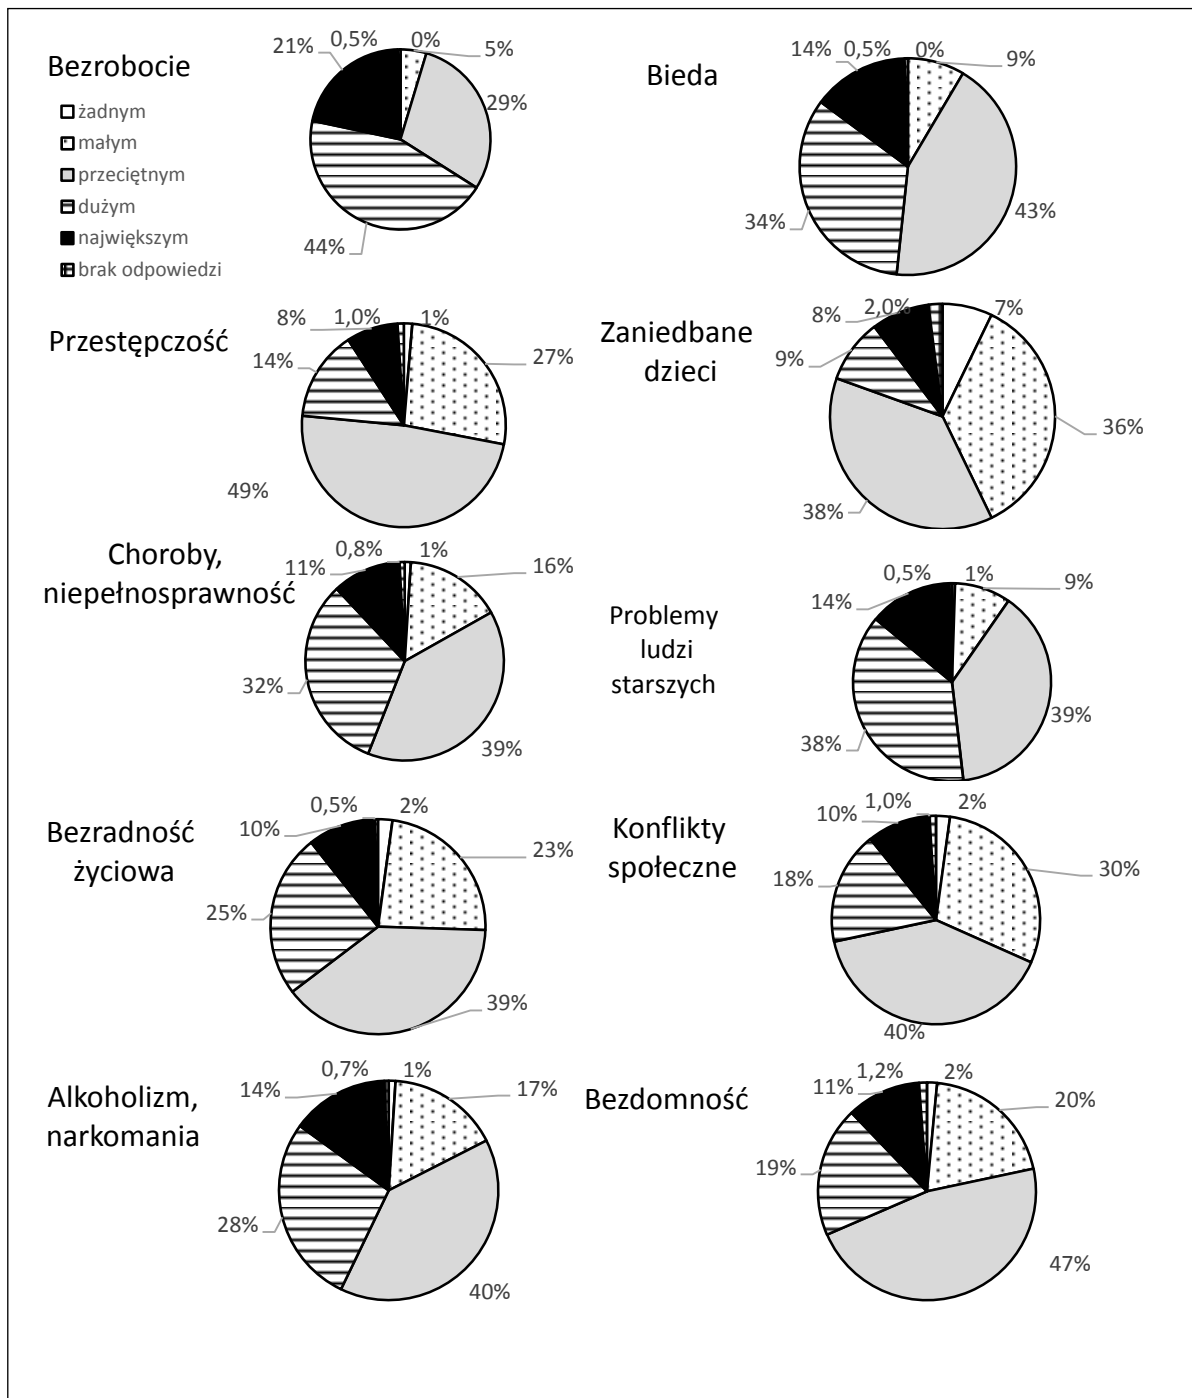 Bezrobocie
żadnym
małym
przeciętnym
dużym
największym
brak odpowiedzi
21%
0,5%
0%
5%
29%
44%
Bieda
14%
0,5%
0%
9%
43%
34%
Przestępczość
8%
1,0%
1%
27%
14%
49%
Zaniedbane
dzieci
8%
2,0%
7%
9%
36%
38%
Choroby,
niepełnosprawność
11%
0,8%
1%
16%
32%
39%
Problemy
ludzi
starszych
14%
0,5%
1%
9%
39%
38%
Bezradność
życiowa
10%
0,5%
2%
23%
25%
39%
Konflikty
społeczne
10%
1,0%
2%
30%
18%
40%
Alkoholizm,
narkomania
14%
0,7%
1%
17%
28%
40%
Bezdomność
11%
1,2%
2%
20%
19%
47%